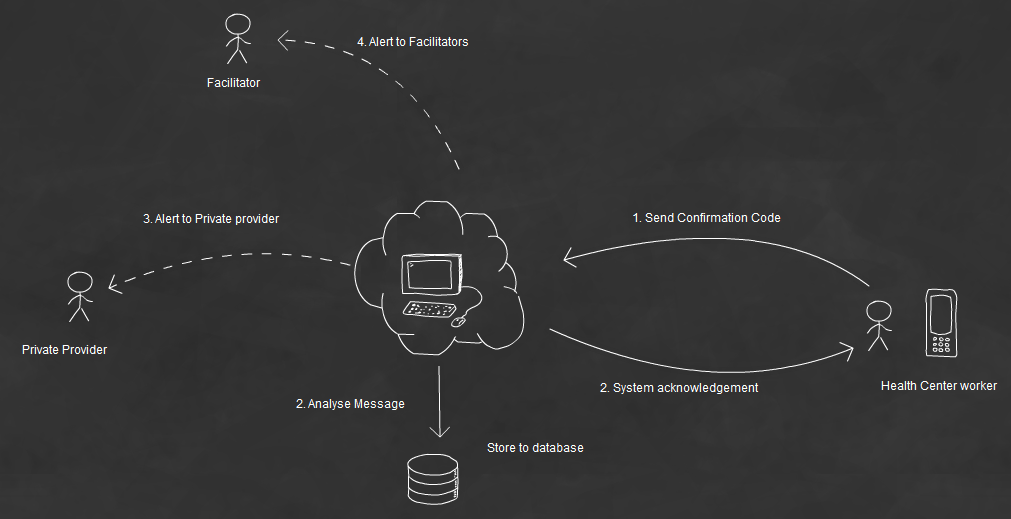 4. Alert to Facilitators
Facilitator
3. Alert to Private provider
1. Send Confirmation Code
Private Provider
2. System acknowledgement
Health Center worker
2. Analyse Message
Store to database